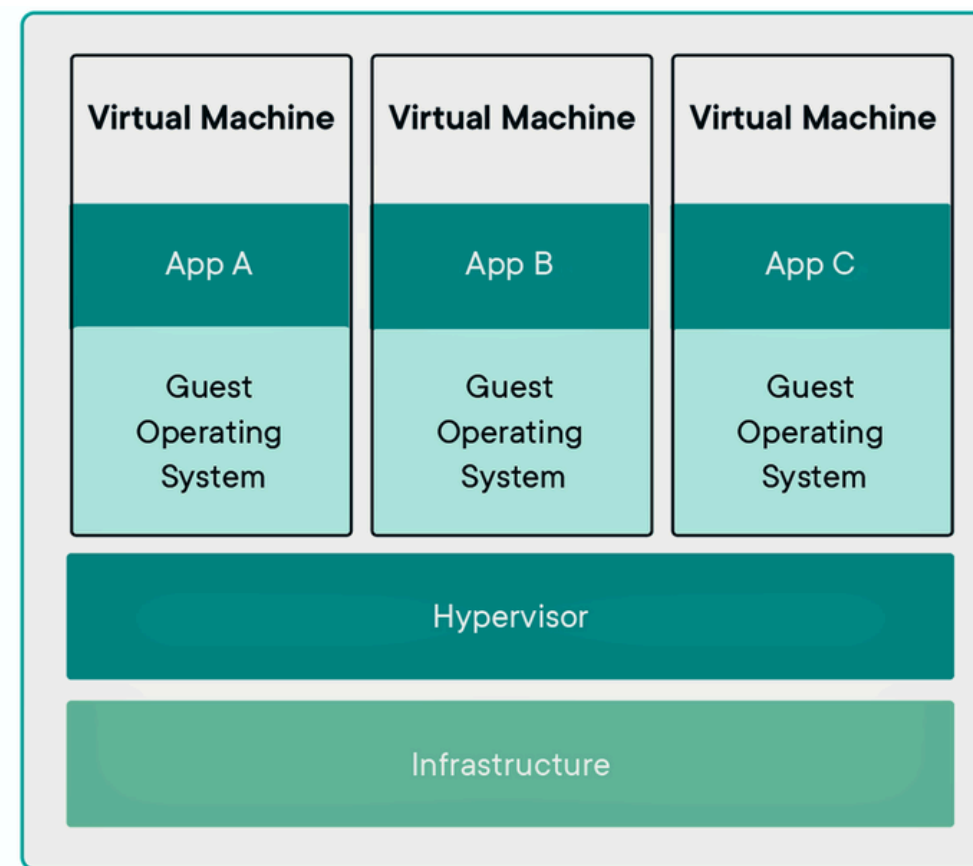 Virtual Machine
App A
Guest
Operating
System
Virtual Machine
App B
Guest
Operating
System
Virtual Machine
App C
Guest
Operating
System
Hypervisor
Infrastructure